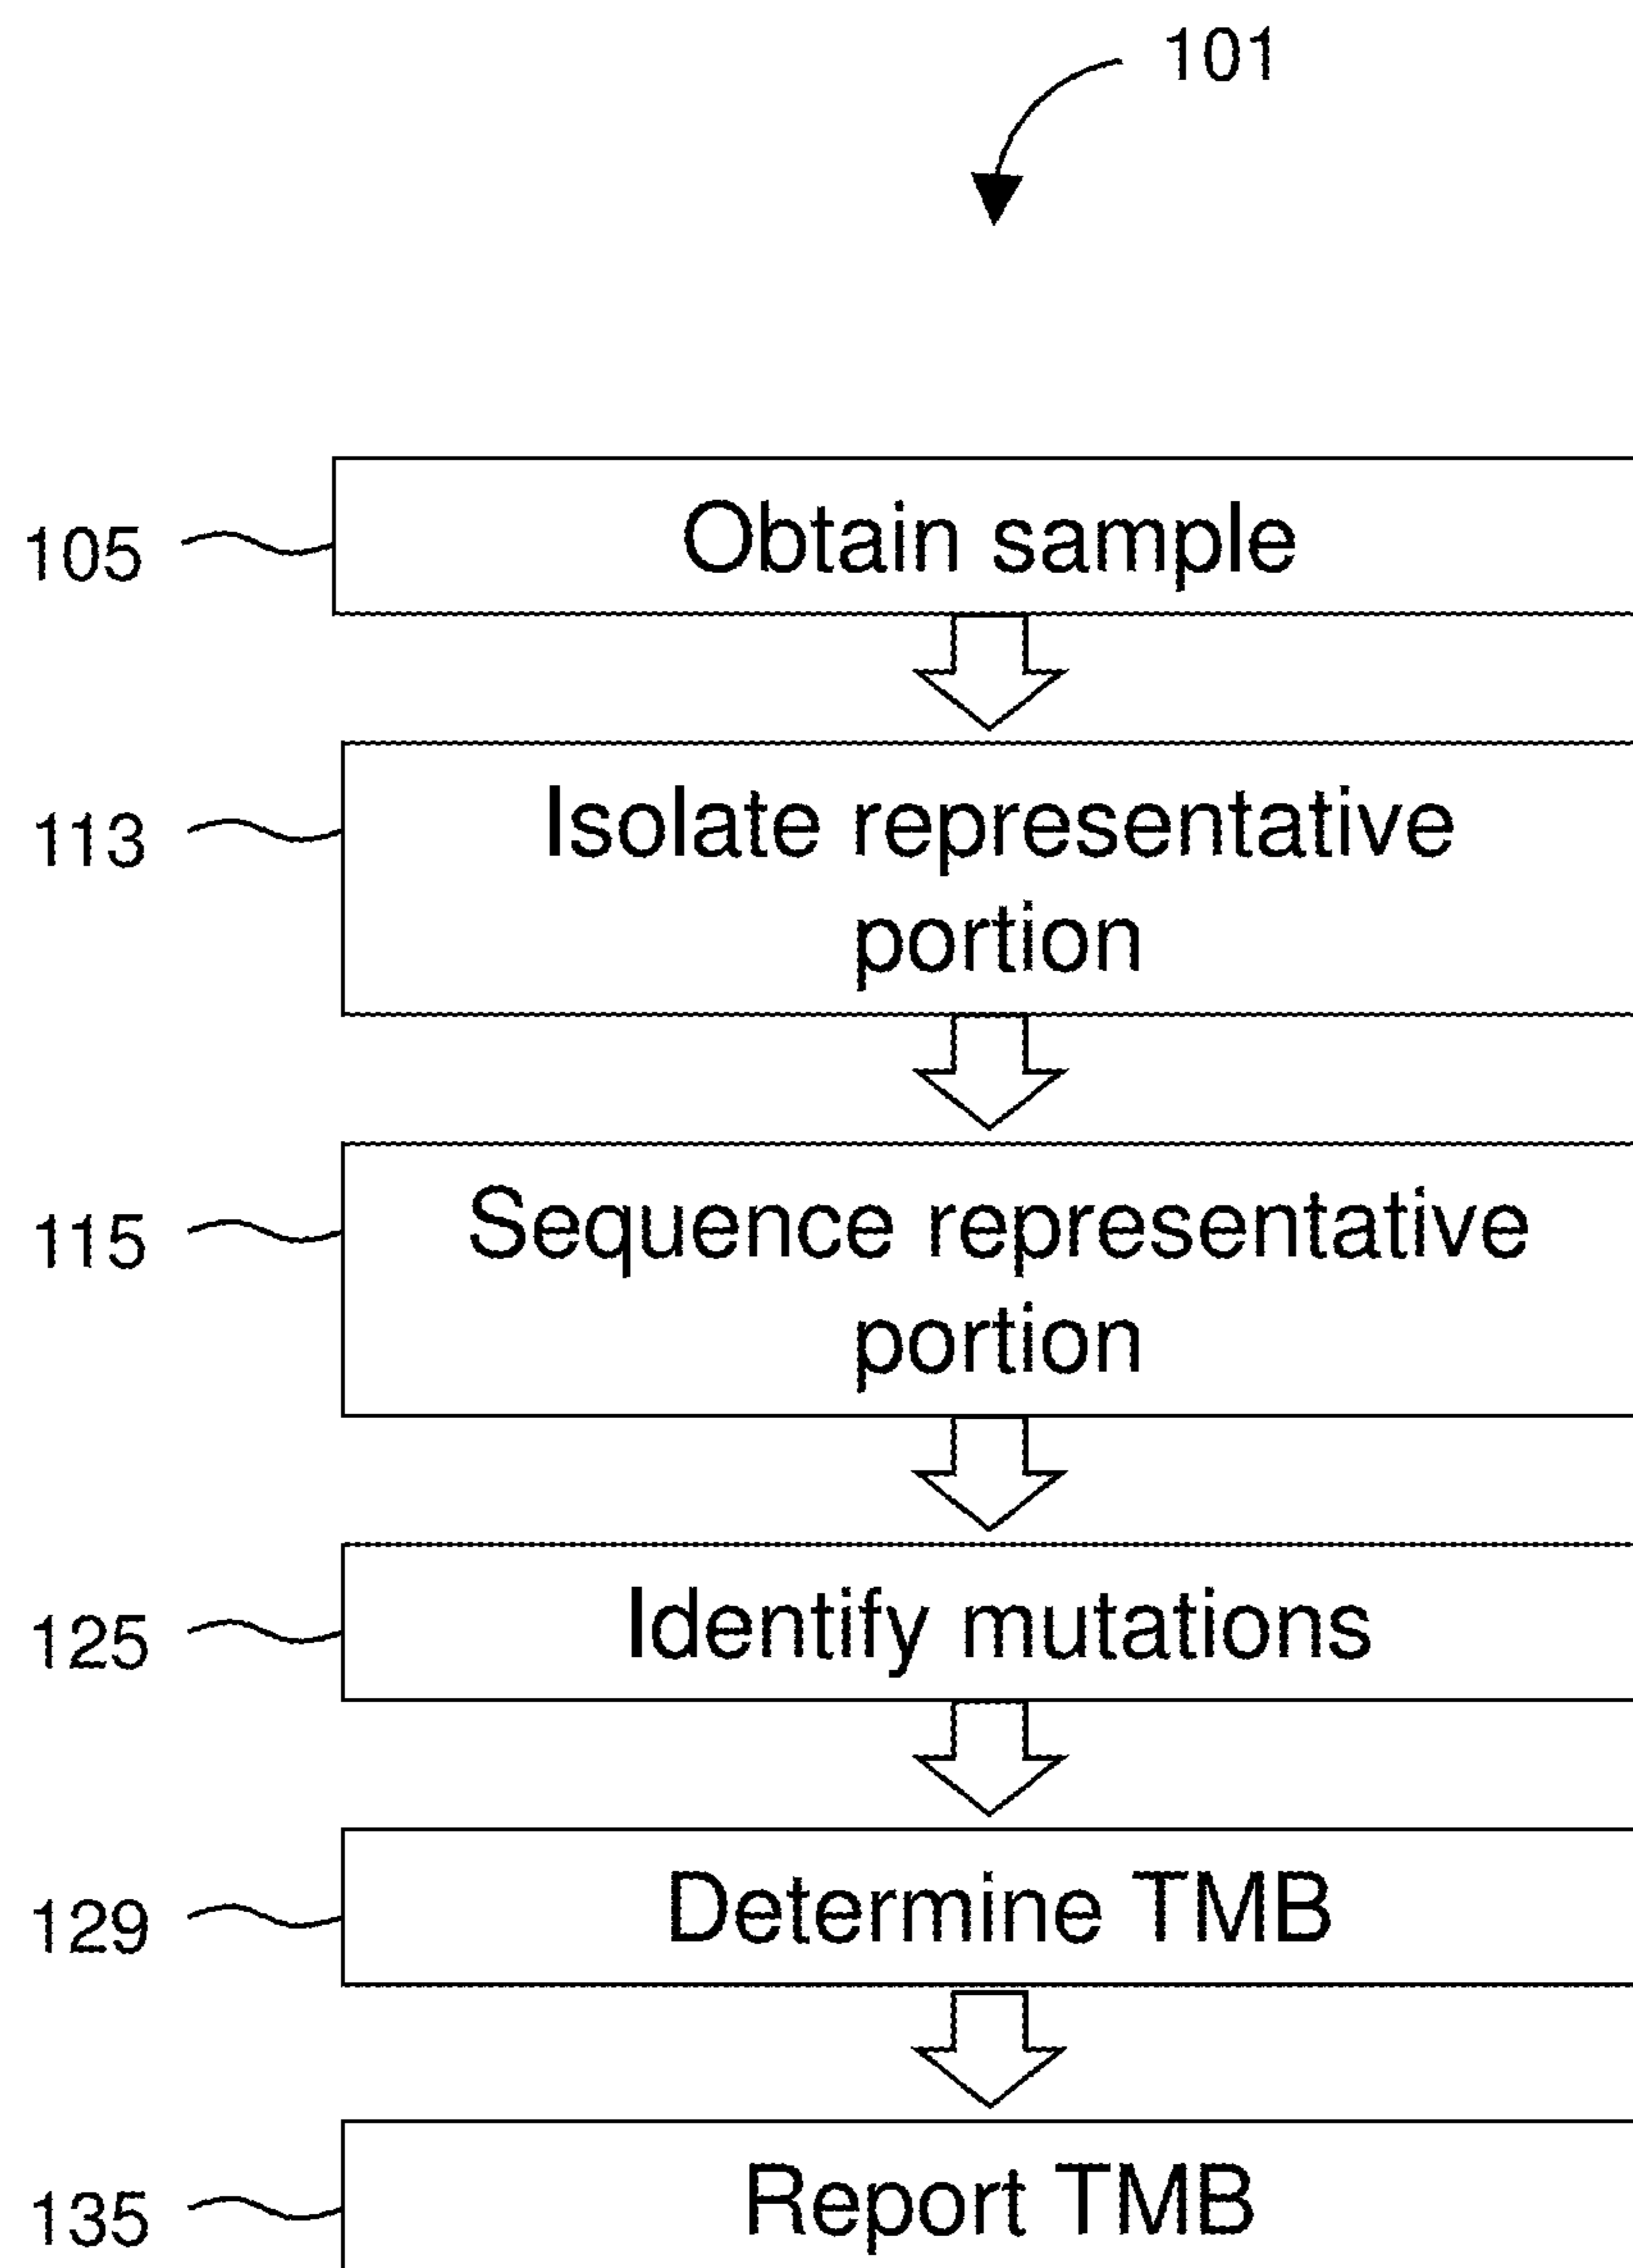 101
105 Obtain sample
113 Isolate representative
portion
115 Sequence representative
portion
125 Identify mutations
129 Determine TMB
135 Report TMB